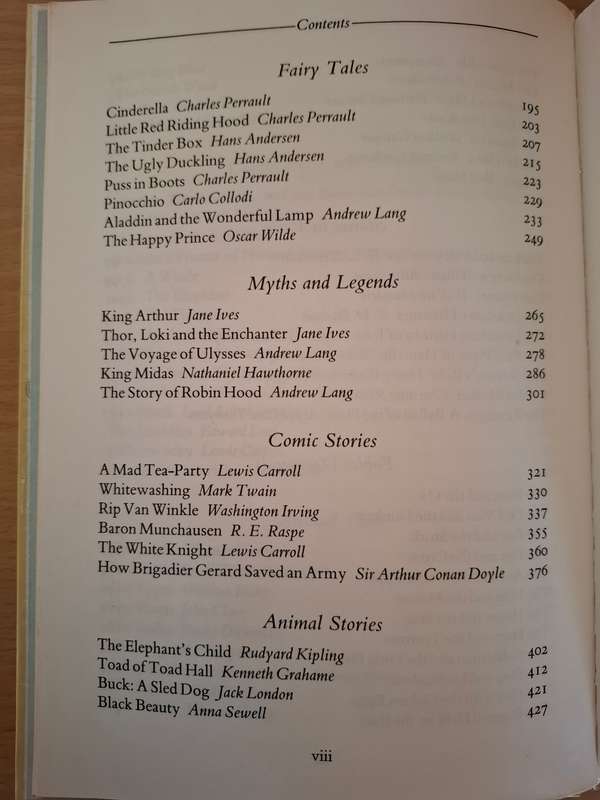 Contents
Fairy Tales
Cinderella Charles Perrault 195
Little Red Riding Hood Charles Perrault 203
The Tinder Box Hans Andersen 207
The Ugly Duckling Hans Andersen 215
Puss in Boots Charles Perrault 223
Pinocchio Carlo Collodi 229
Aladdin and the Wonderful Lamp Andrew Lang 233
The Happy Prince Oscar Wilde 249
Myths and Legends
King Arthur Jane Ives 265
Thor, Loki and the Enchanter Jane Ives 272
The Voyage of Ulysses Andrew Lang 278
King Midas Nathaniel Hawthorne 286
The Story of Robin Hood Andrew Lang 301
Comic Stories
A Mad Tea-Party Lewis Carroll 321
Whitewashing Mark Twain 330
Rip Van Winkle Washington Irving 337
Baron Munchausen R. E. Raspe 355
The White Knight Lewis Carroll 360
How Brigadier Gerard Saved an Army Sir Arthur Conan Doyle 376
Animal Stories
The Elephant's Child Rudyard Kipling 402
Toad of Toad Hall Kenneth Grahame 412
Buck: A Sled Dog Jack London 421
Black Beauty Anna Sewell 427
viii